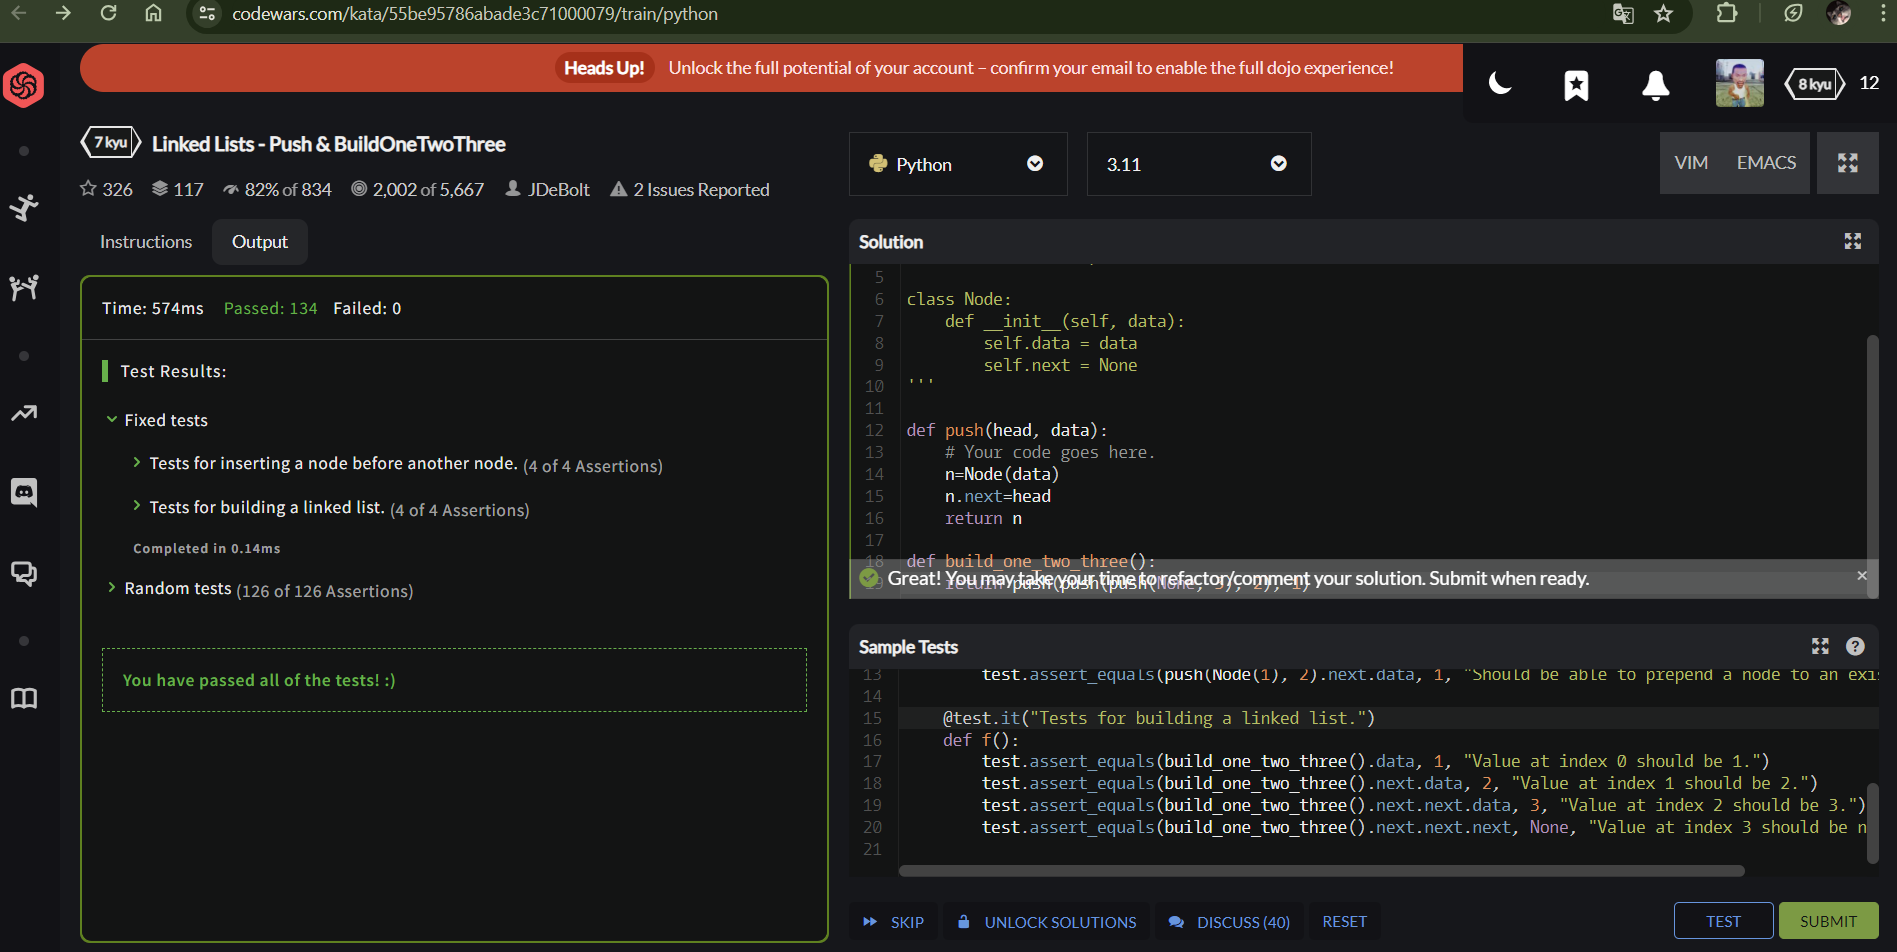 codewars.com/kata/55be95786abade3c71000079/train/python
Heads Up! Unlock the full potential of your account – confirm your email to enable the full dojo experience!
8 kyu 12
7 kyu Linked Lists - Push & BuildOneTwoThree
326 117 82% of 834 2,002 of 5,667 JDeBolt 2 Issues Reported
Instructions Output
Time: 574ms Passed: 134 Failed: 0
Test Results:
Fixed tests
Tests for inserting a node before another node. (4 of 4 Assertions)
Tests for building a linked list. (4 of 4 Assertions)
Completed in 0.14ms
Random tests (126 of 126 Assertions)
You have passed all of the tests! :)
Python 3.11 VIM EMACS
Solution
5
6 class Node:
7     def __init__(self, data):
8         self.data = data
9         self.next = None
10 '''
11
12 def push(head, data):
13     # Your code goes here.
14     n=Node(data)
15     n.next=head
16     return n
17
18 def build_one_two_three():
19     return push(push(push(None, 3), 2), 1)
Great! You may take your time to refactor/comment your solution. Submit when ready.
Sample Tests
13         test.assert_equals(push(Node(1), 2).next.data, 1, "Should be able to prepend a node to an exi
14
15     @test.it("Tests for building a linked list.")
16     def f():
17         test.assert_equals(build_one_two_three().data, 1, "Value at index 0 should be 1.")
18         test.assert_equals(build_one_two_three().next.data, 2, "Value at index 1 should be 2.")
19         test.assert_equals(build_one_two_three().next.next.data, 3, "Value at index 2 should be 3.")
20         test.assert_equals(build_one_two_three().next.next.next, None, "Value at index 3 should be n
21
SKIP UNLOCK SOLUTIONS DISCUSS (40) RESET TEST SUBMIT